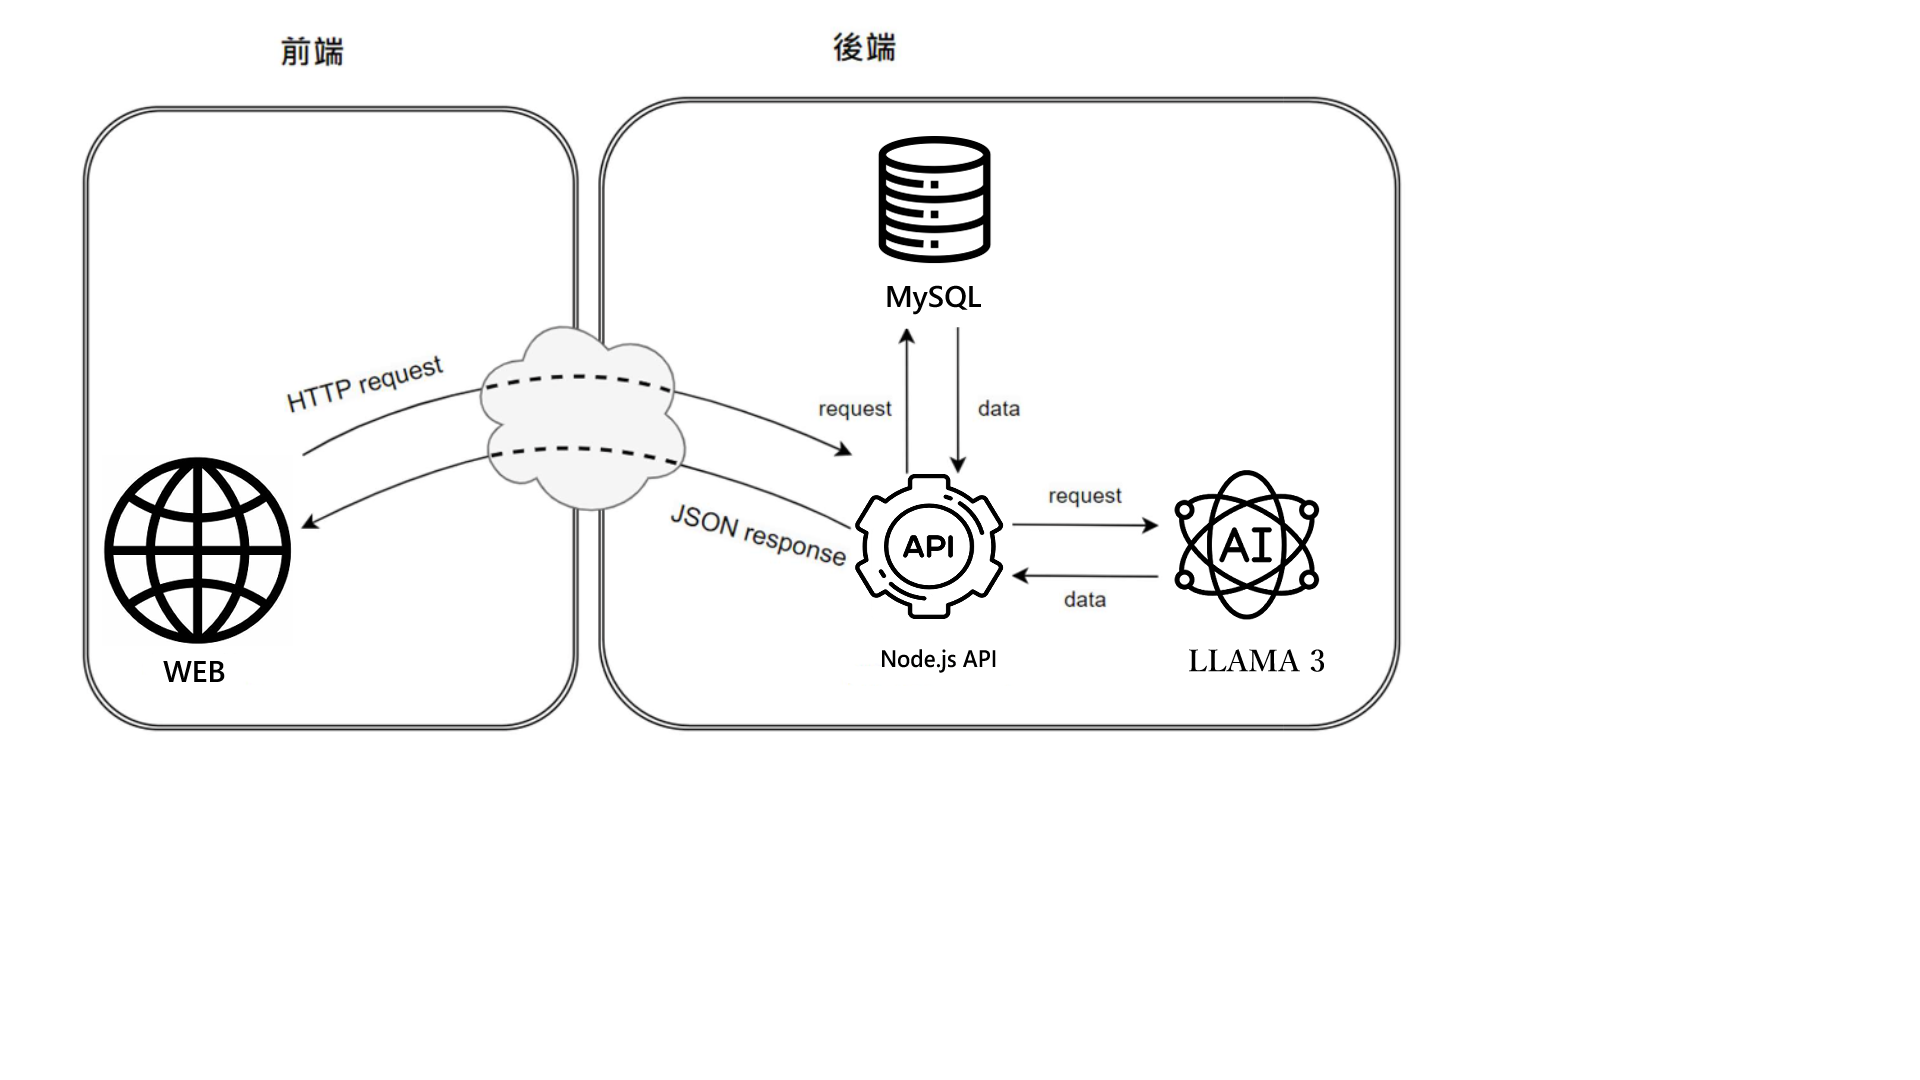 前端
後端
MySQL
HTTP request
request
data
JSON response
API
request
AI
data
WEB
Node.js API
LLAMA 3